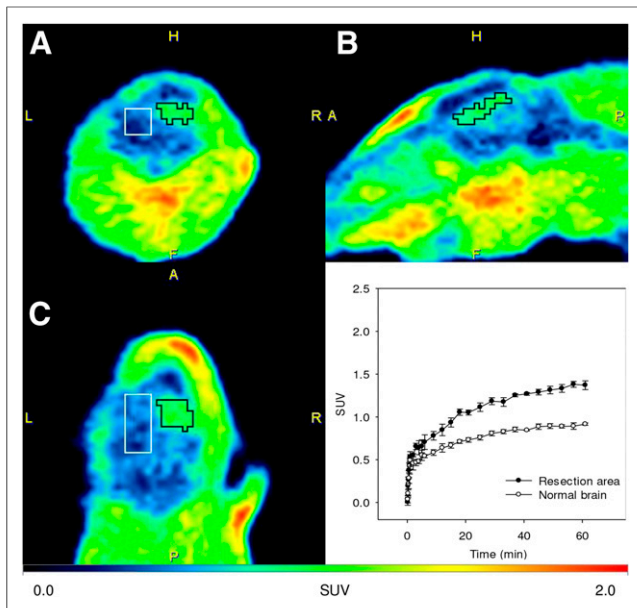 A
H
L
R
F
B
H
A
P
F
C
A
L
R
P
2.5
2.0
1.5
1.0
0.5
0.0
SUV
Resection area
Normal brain
0 20 40 60
Time (min)
0.0 SUV 2.0